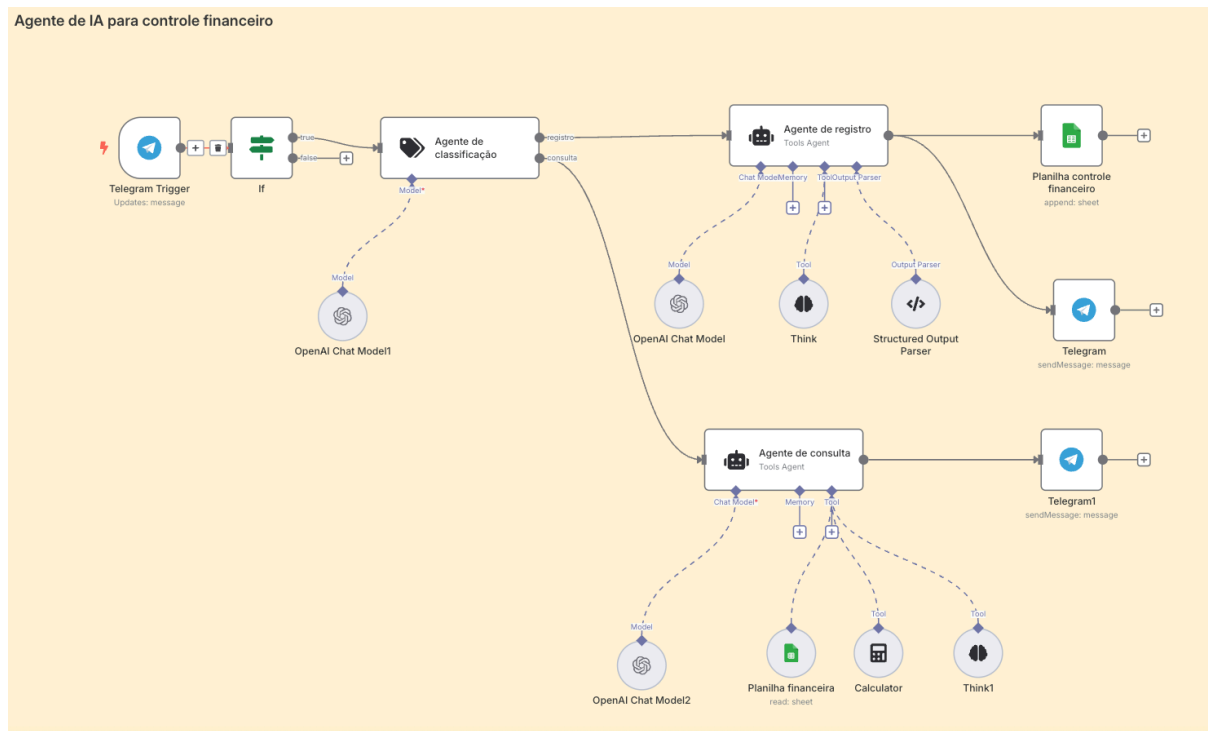 Agente de IA para controle financeiro
Telegram Trigger
Updates: message
If
true
false
Agente de
classificação
registro
consulta
Model*
Model
OpenAI Chat Model1
Agente de registro
Tools Agent
Chat Model
Memory
Tool
Output Parser
Model
OpenAI Chat Model
Tool
Think
Output Parser
Structured Output
Parser
Planilha controle
financeiro
append: sheet
Telegram
sendMessage: message
Agente de consulta
Tools Agent
Chat Model*
Memory
Tool
Model
OpenAI Chat Model2
Planilha financeira
read: sheet
Tool
Calculator
Tool
Think1
Telegram1
sendMessage: message